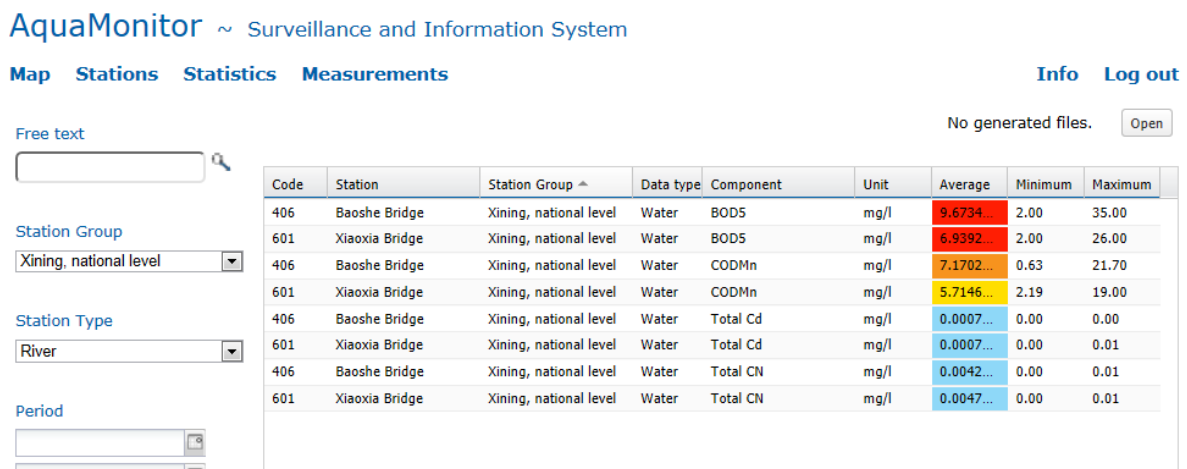 AquaMonitor ~ Surveillance and Information System
Map Stations Statistics Measurements Info Log out
No generated files. Open
Free text
Code Station Station Group Data type Component Unit Average Minimum Maximum
406 Baoshe Bridge Xining, national level Water BOD5 mg/l 9.6734... 2.00 35.00
Station Group
601 Xiaoxia Bridge Xining, national level Water BOD5 mg/l 6.9392... 2.00 26.00
Xining, national level
406 Baoshe Bridge Xining, national level Water CODMn mg/l 7.1702... 0.63 21.70
601 Xiaoxia Bridge Xining, national level Water CODMn mg/l 5.7146... 2.19 19.00
Station Type
406 Baoshe Bridge Xining, national level Water Total Cd mg/l 0.0007... 0.00 0.00
River
601 Xiaoxia Bridge Xining, national level Water Total Cd mg/l 0.0007... 0.00 0.01
406 Baoshe Bridge Xining, national level Water Total CN mg/l 0.0042... 0.00 0.01
601 Xiaoxia Bridge Xining, national level Water Total CN mg/l 0.0047... 0.00 0.01
Period